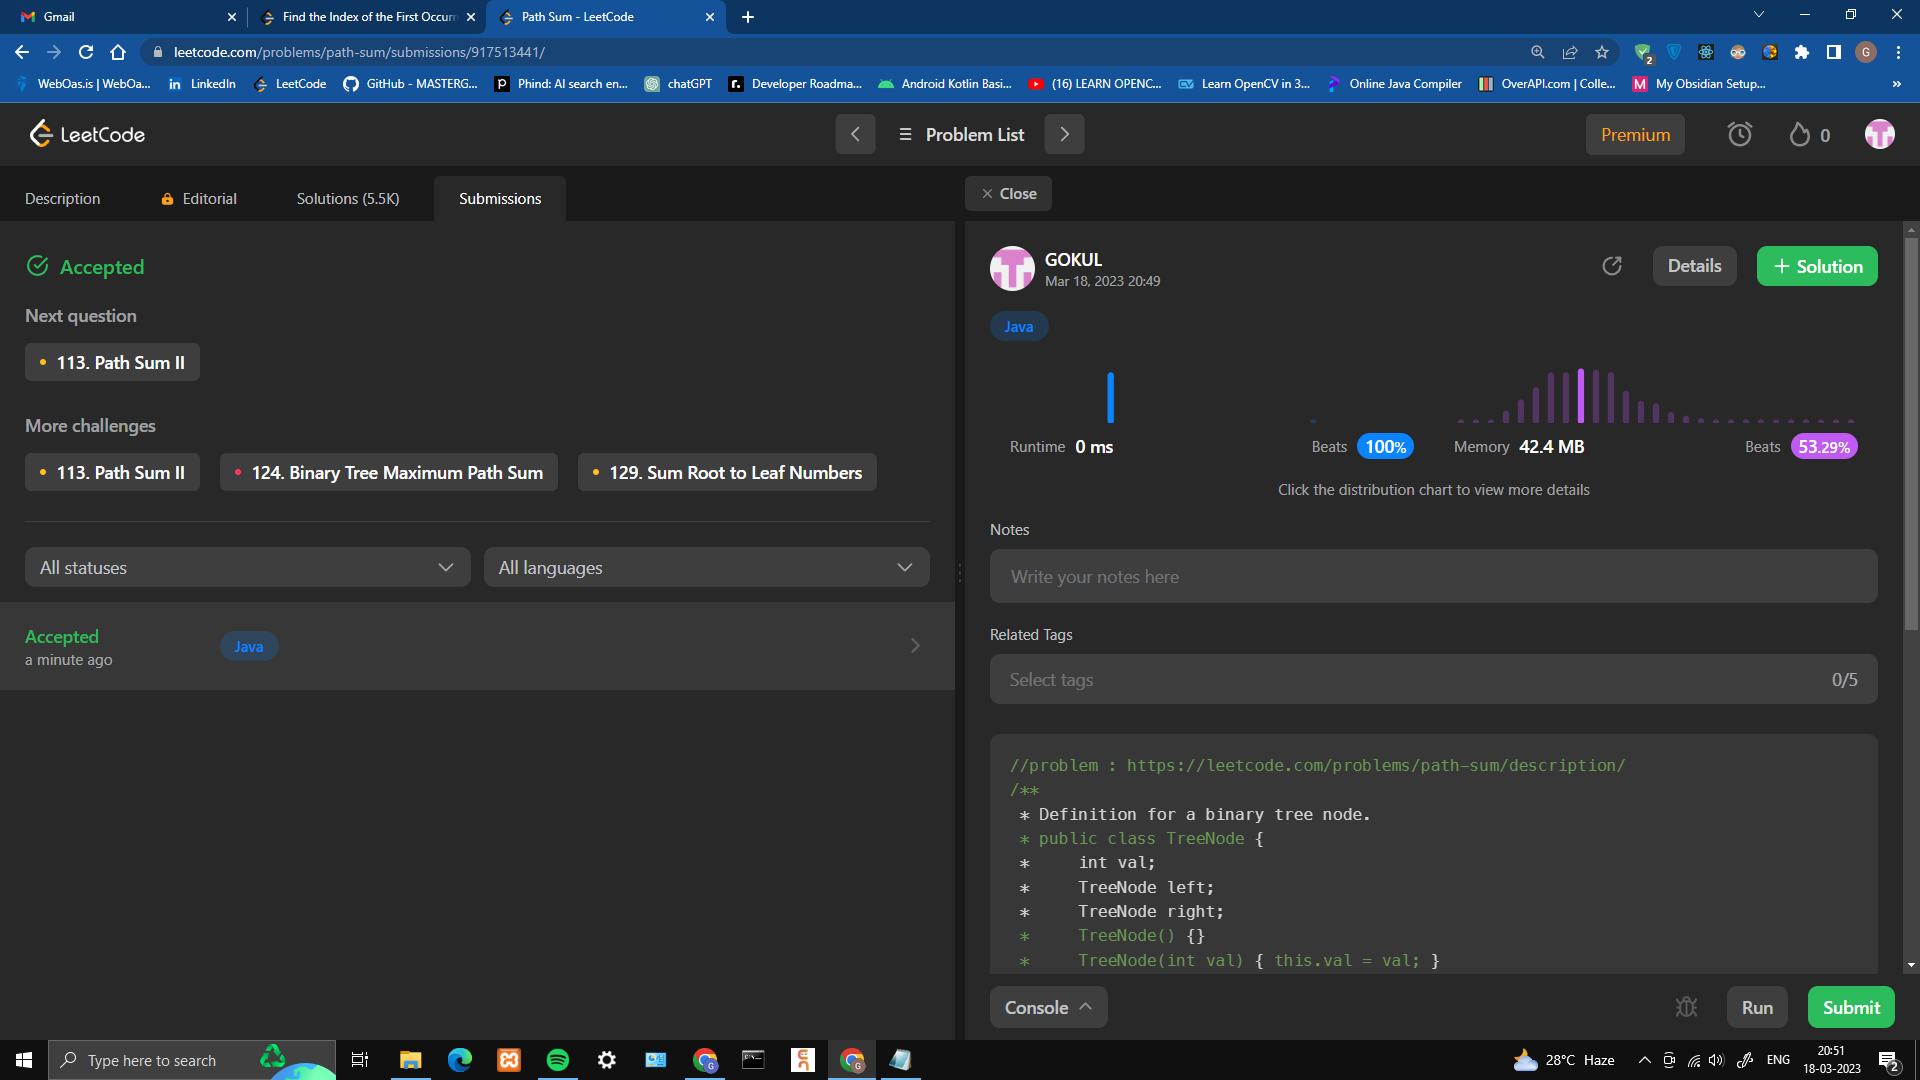 Gmail
Find the Index of the First Occurr
Path Sum - LeetCode
leetcode.com/problems/path-sum/submissions/917513441/
2
G
WebOas.is | WebOa...
LinkedIn
LeetCode
GitHub - MASTERG...
Phind: AI search en...
chatGPT
Developer Roadma...
Android Kotlin Basi...
(16) LEARN OPENC...
Learn OpenCV in 3...
Online Java Compiler
OverAPI.com | Colle...
My Obsidian Setup...
LeetCode
Problem List
Premium
0
Description
Editorial
Solutions (5.5K)
Submissions
Close
Accepted
Next question
113. Path Sum II
More challenges
113. Path Sum II
124. Binary Tree Maximum Path Sum
129. Sum Root to Leaf Numbers
All statuses
All languages
Accepted
a minute ago
Java
GOKUL
Mar 18, 2023 20:49
Details
+ Solution
Java
Runtime 0 ms
Beats 100%
Memory 42.4 MB
Beats 53.29%
Click the distribution chart to view more details
Notes
Write your notes here
Related Tags
Select tags
0/5
//problem : https://leetcode.com/problems/path-sum/description/
/**
* Definition for a binary tree node.
* public class TreeNode {
* int val;
* TreeNode left;
* TreeNode right;
* TreeNode() {}
* TreeNode(int val) { this.val = val; }
Console
Run
Submit
Type here to search
28°C Haze
ENG
20:51
18-03-2023
2